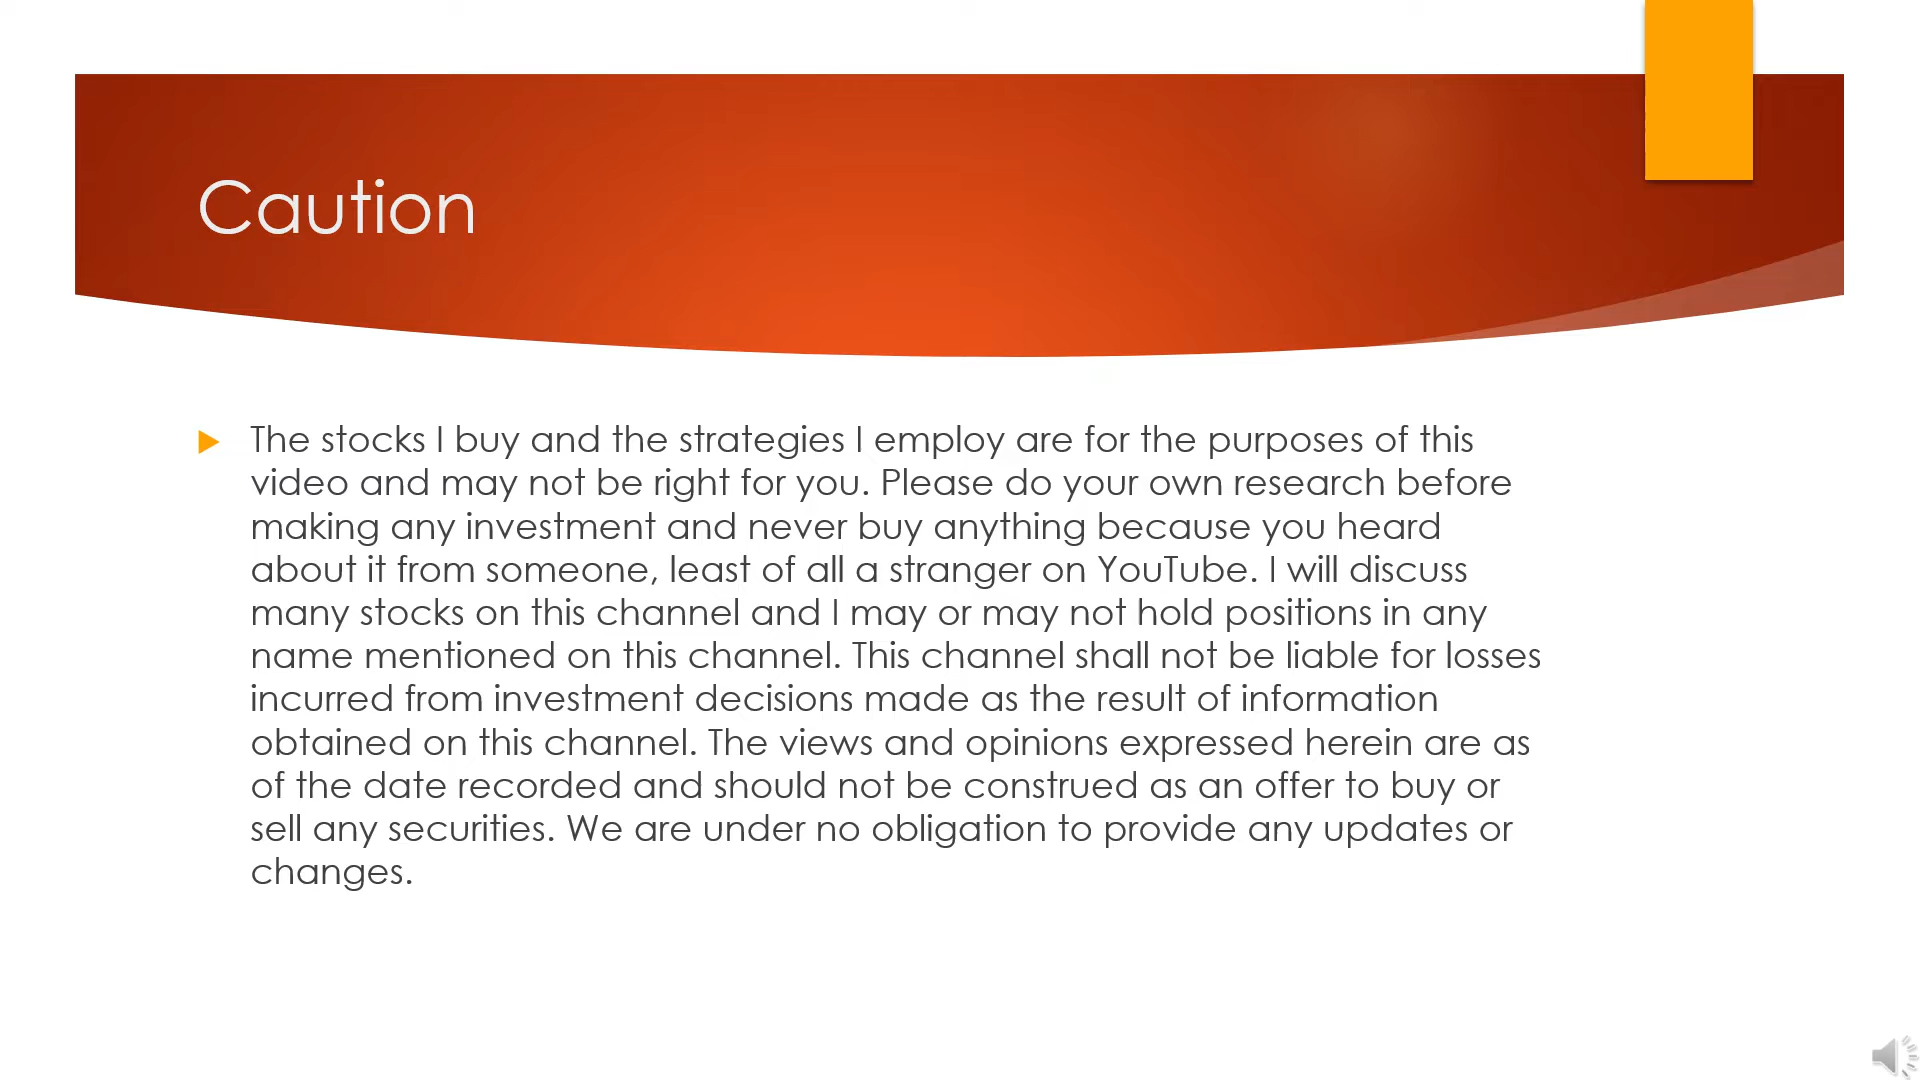 Caution
The stocks I buy and the strategies I employ are for the purposes of this
video and may not be right for you. Please do your own research before
making any investment and never buy anything because you heard
about it from someone, least of all a stranger on YouTube. I will discuss
many stocks on this channel and I may or may not hold positions in any
name mentioned on this channel. This channel shall not be liable for losses
incurred from investment decisions made as the result of information
obtained on this channel. The views and opinions expressed herein are as
of the date recorded and should not be construed as an offer to buy or
sell any securities. We are under no obligation to provide any updates or
changes.